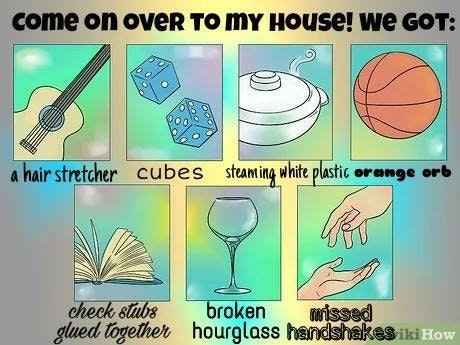 COME ON OVER TO MY HOUSE! WE GOT:
a hair stretcher
cubes
steaming white plastic
orange orb
check stubs
glued together
broken
hourglass
missed
handshakes
wikiHow